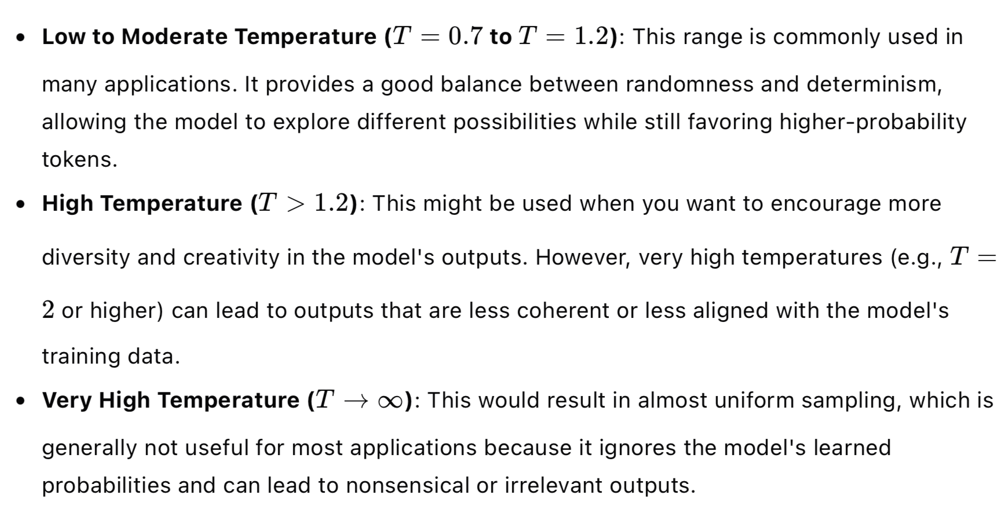 • Low to Moderate Temperature (T = 0.7 to T = 1.2): This range is commonly used in
many applications. It provides a good balance between randomness and determinism,
allowing the model to explore different possibilities while still favoring higher-probability
tokens.
• High Temperature (T > 1.2): This might be used when you want to encourage more
diversity and creativity in the model's outputs. However, very high temperatures (e.g., T =
2 or higher) can lead to outputs that are less coherent or less aligned with the model's
training data.
• Very High Temperature (T → ∞): This would result in almost uniform sampling, which is
generally not useful for most applications because it ignores the model's learned
probabilities and can lead to nonsensical or irrelevant outputs.